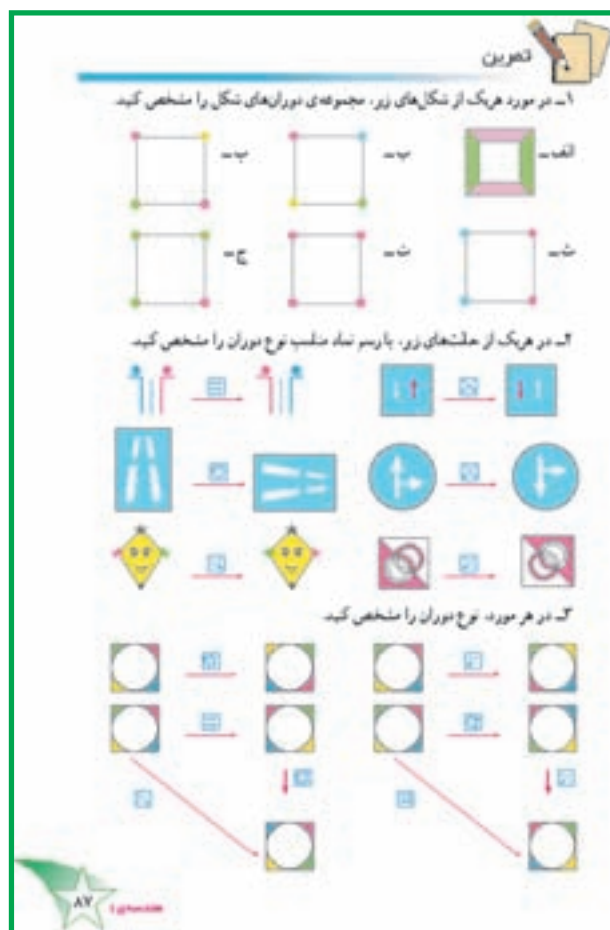 تمرین
۱ـ در مورد هریک از شکل‌های زیر، مجموعه‌ی دوران‌های شکل را مشخص کنید.
الف ـ
ب ـ
پ ـ
ت ـ
ث ـ
ج ـ
۲ـ در هریک از حالت‌های زیر، با رسم نماد مناسب نوع دوران را مشخص کنید.
۳ـ در هر مورد، نوع دوران را مشخص کنید.
۸۷